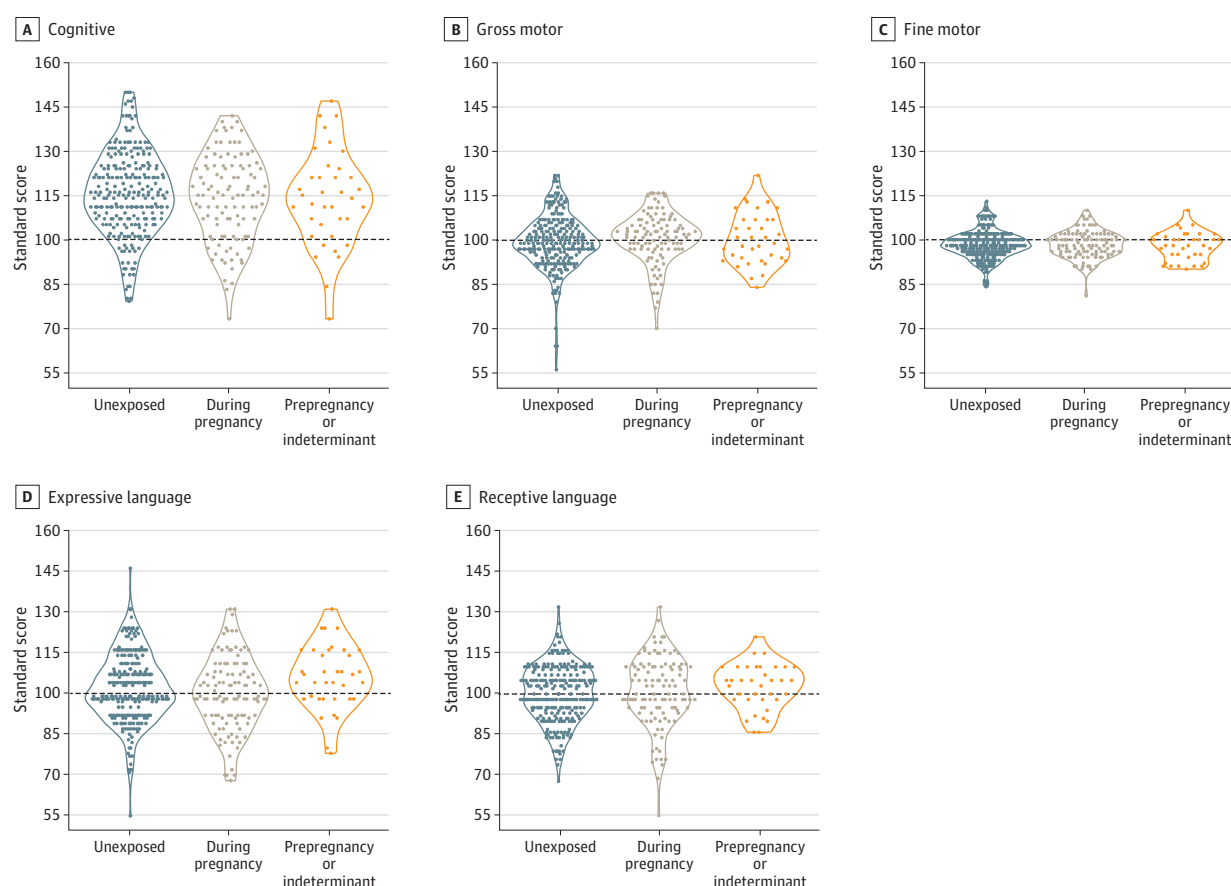 A Cognitive
160
145
130
115
100
85
70
55
Standard score
Unexposed
During
pregnancy
Prepregnancy
or
indeterminant
B Gross motor
160
145
130
115
100
85
70
55
Standard score
Unexposed
During
pregnancy
Prepregnancy
or
indeterminant
C Fine motor
160
145
130
115
100
85
70
55
Standard score
Unexposed
During
pregnancy
Prepregnancy
or
indeterminant
D Expressive language
160
145
130
115
100
85
70
55
Standard score
Unexposed
During
pregnancy
Prepregnancy
or
indeterminant
E Receptive language
160
145
130
115
100
85
70
55
Standard score
Unexposed
During
pregnancy
Prepregnancy
or
indeterminant